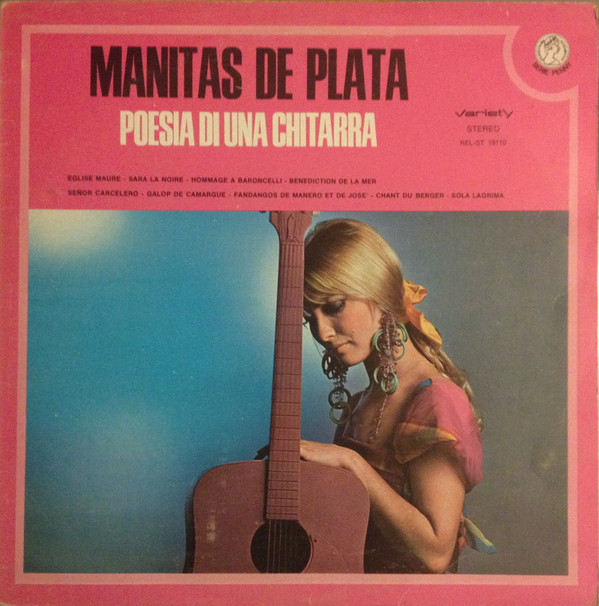 MANITAS DE PLATA
POESIA DI UNA CHITARRA
SERIE PENNY
variety
STEREO
REL-ST 19110
EGLISE MAURE - SARA LA NOIRE - HOMMAGE A BARONCELLI - BENEDICTION DE LA MER
SEÑOR CARCELERO - GALOP DE CAMARGUE - FANDANGOS DE MANERO ET DE JOSE' - CHANT DU BERGER - SOLA LAGRIMA